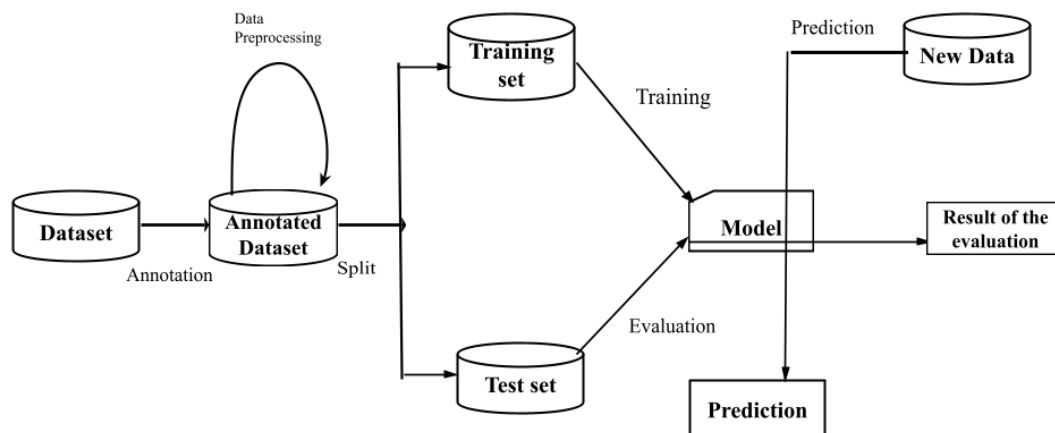 Data
Preprocessing
Training
set
Prediction
New Data
Training
Dataset
Annotation
Annotated
Dataset
Split
Model
Result of the
evaluation
Evaluation
Test set
Prediction